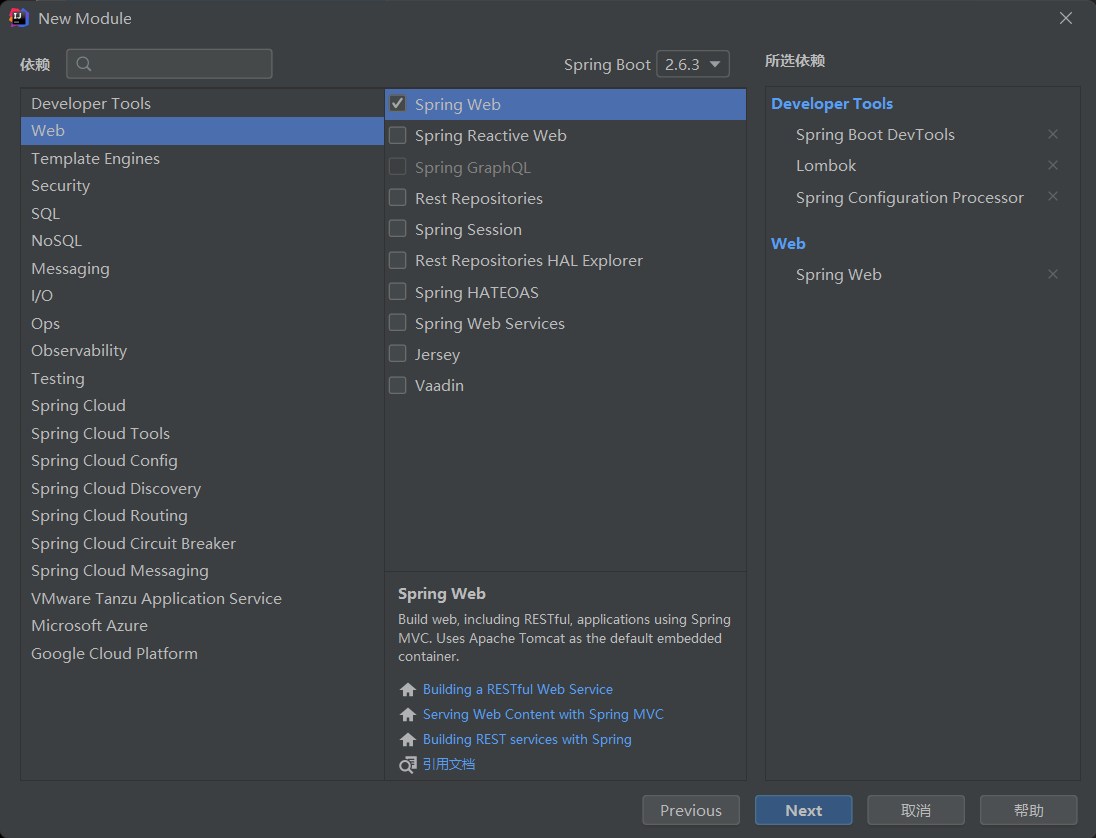 New Module
依赖
Spring Boot 2.6.3
所选依赖
Developer Tools
Web
Template Engines
Security
SQL
NoSQL
Messaging
I/O
Ops
Observability
Testing
Spring Cloud
Spring Cloud Tools
Spring Cloud Config
Spring Cloud Discovery
Spring Cloud Routing
Spring Cloud Circuit Breaker
Spring Cloud Messaging
VMware Tanzu Application Service
Microsoft Azure
Google Cloud Platform
Spring Web
Spring Reactive Web
Spring GraphQL
Rest Repositories
Spring Session
Rest Repositories HAL Explorer
Spring HATEOAS
Spring Web Services
Jersey
Vaadin
Spring Web
Build web, including RESTful, applications using Spring
MVC. Uses Apache Tomcat as the default embedded
container.
Building a RESTful Web Service
Serving Web Content with Spring MVC
Building REST services with Spring
引用文档
Developer Tools
Spring Boot DevTools
Lombok
Spring Configuration Processor
Web
Spring Web
Previous
Next
取消
帮助